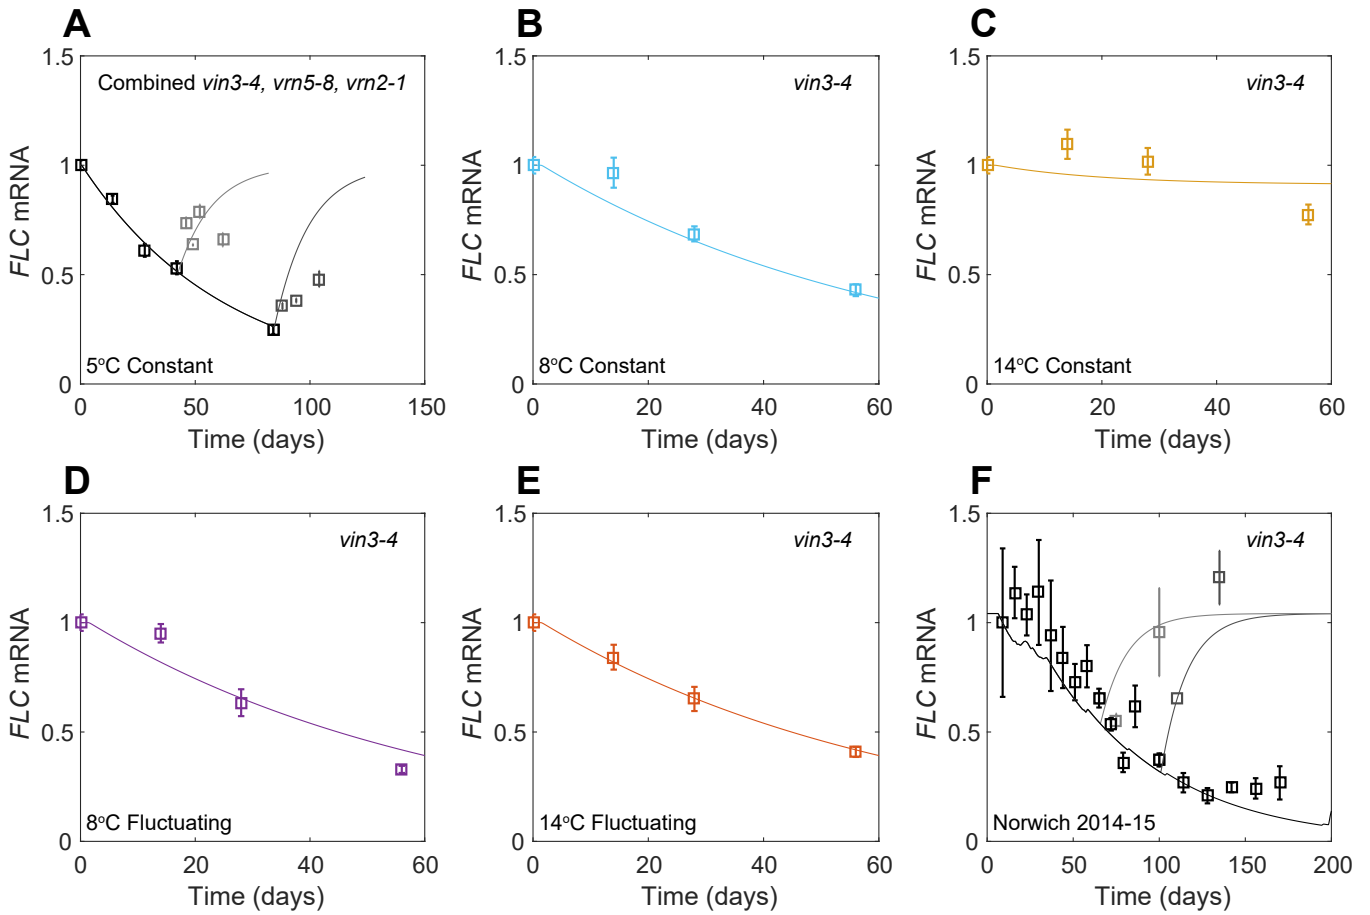 A
B
C
1.5
1
0.5
0
FLC mRNA
Combined vin3-4, vrn5-8, vrn2-1
5°C Constant
0 50 100 150
Time (days)
1.5
1
0.5
0
FLC mRNA
vin3-4
8°C Constant
0 20 40 60
Time (days)
1.5
1
0.5
0
FLC mRNA
vin3-4
14°C Constant
0 20 40 60
Time (days)
D
E
F
1.5
1
0.5
0
FLC mRNA
vin3-4
8°C Fluctuating
0 20 40 60
Time (days)
1.5
1
0.5
0
FLC mRNA
vin3-4
14°C Fluctuating
0 20 40 60
Time (days)
1.5
1
0.5
0
FLC mRNA
vin3-4
Norwich 2014-15
0 50 100 150 200
Time (days)